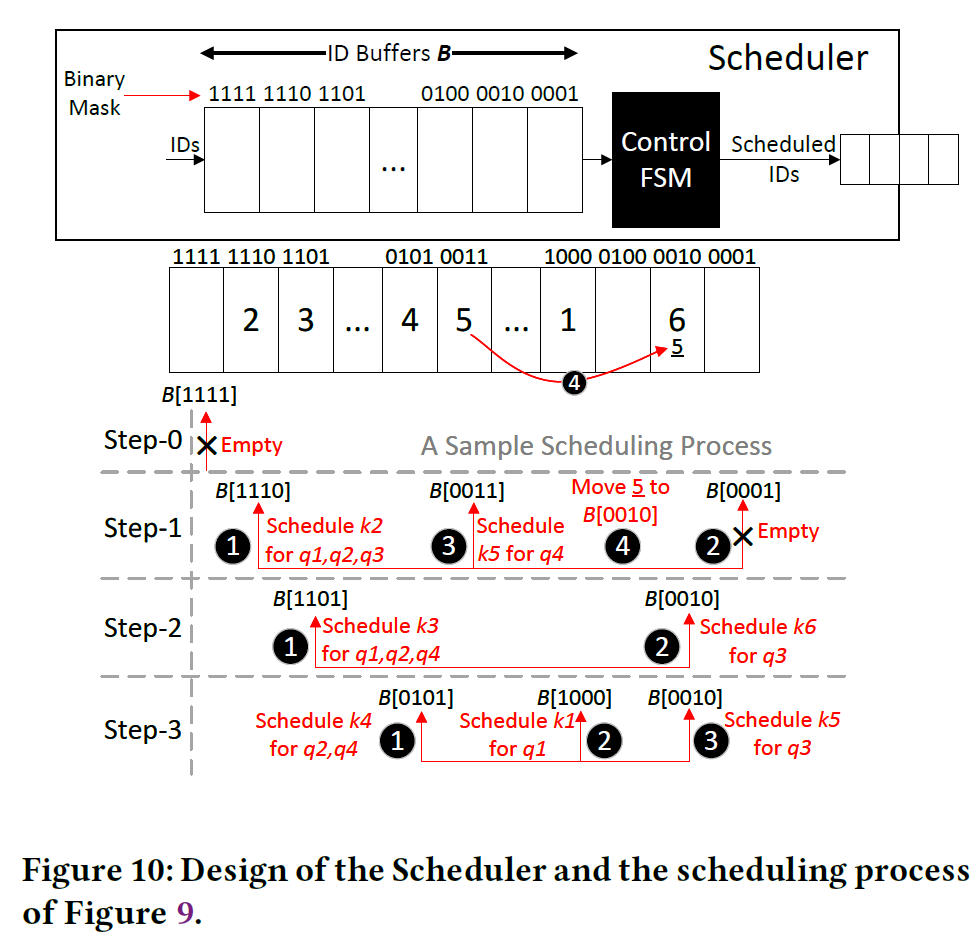 ID Buffers B
Scheduler
Binary
Mask
1111 1110 1101 0100 0010 0001
IDs
...
Control
FSM
Scheduled
IDs
1111 1110 1101 0101 0011 1000 0100 0010 0001
2 3 ... 4 5 ... 1 6
5
4
B[1111]
Step-0
Empty
A Sample Scheduling Process
B[1110]
B[0011]
Move 5 to
B[0010]
B[0001]
Step-1
1
Schedule k2
for q1,q2,q3
3
Schedule
k5 for q4
4
2
Empty
B[1101]
B[0010]
Step-2
1
Schedule k3
for q1,q2,q4
2
Schedule k6
for q3
B[0101]
B[1000]
B[0010]
Step-3
Schedule k4
for q2,q4
1
Schedule k1
for q1
2
3
Schedule k5
for q3
Figure 10: Design of the Scheduler and the scheduling process
of Figure 9.